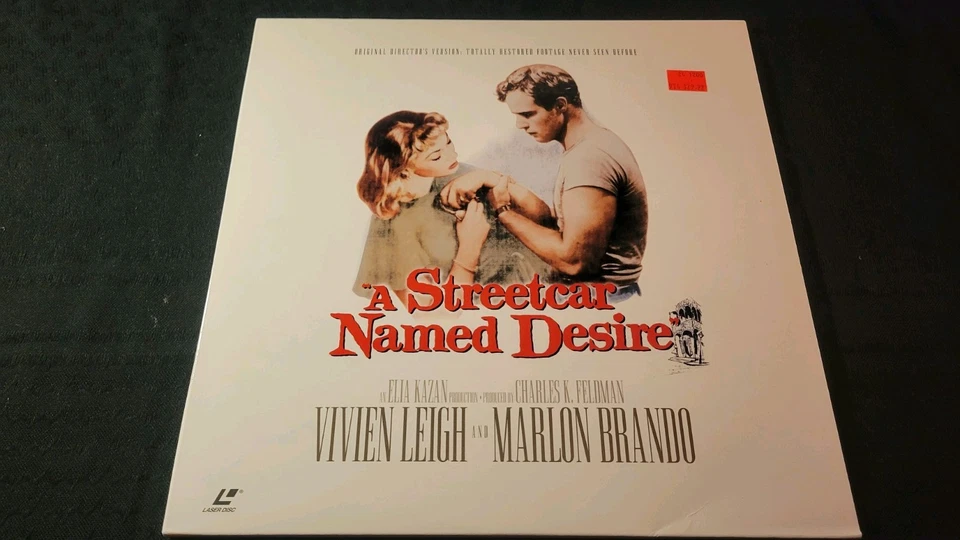 ORIGINAL DIRECTOR'S VERSION: TOTALLY RESTORED FOOTAGE NEVER SEEN BEFORE
"A Streetcar
Named Desire
AN ELIA KAZAN PRODUCTION • PRODUCED BY CHARLES K. FELDMAN
VIVIEN LEIGH AND MARLON BRANDO
®
LASER DISC